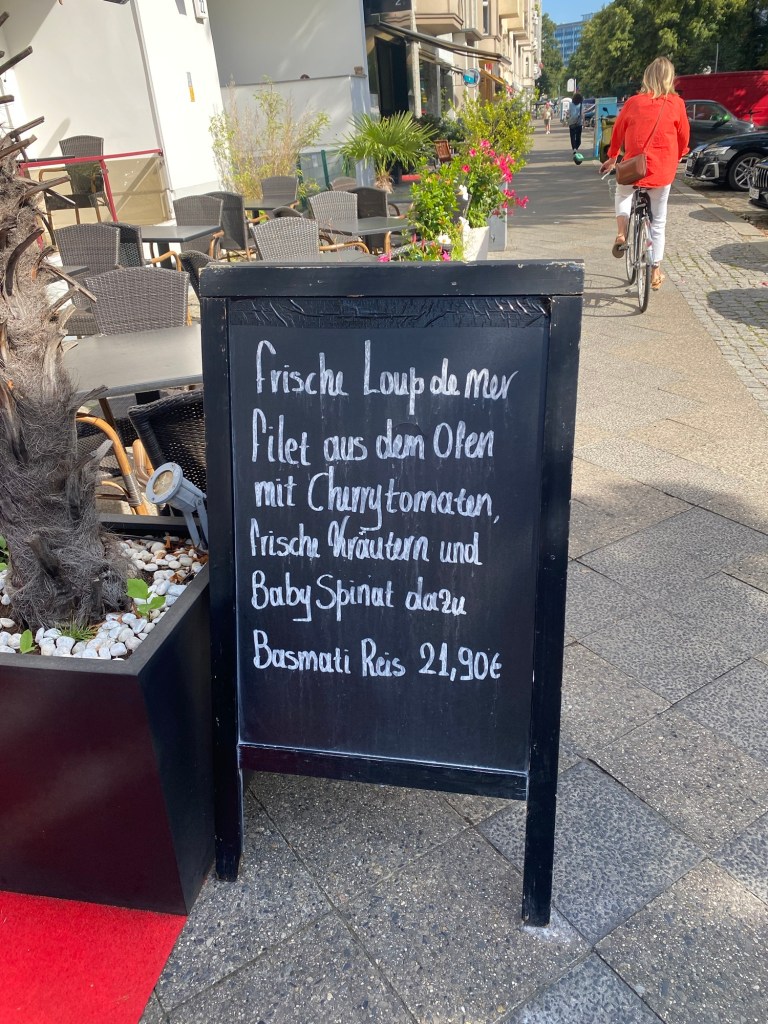 frische Loup de mer
filet aus dem Ofen
mit Cherrytomaten,
frische Kräutern und
Baby Spinat dazu
Basmati Reis 21,90€